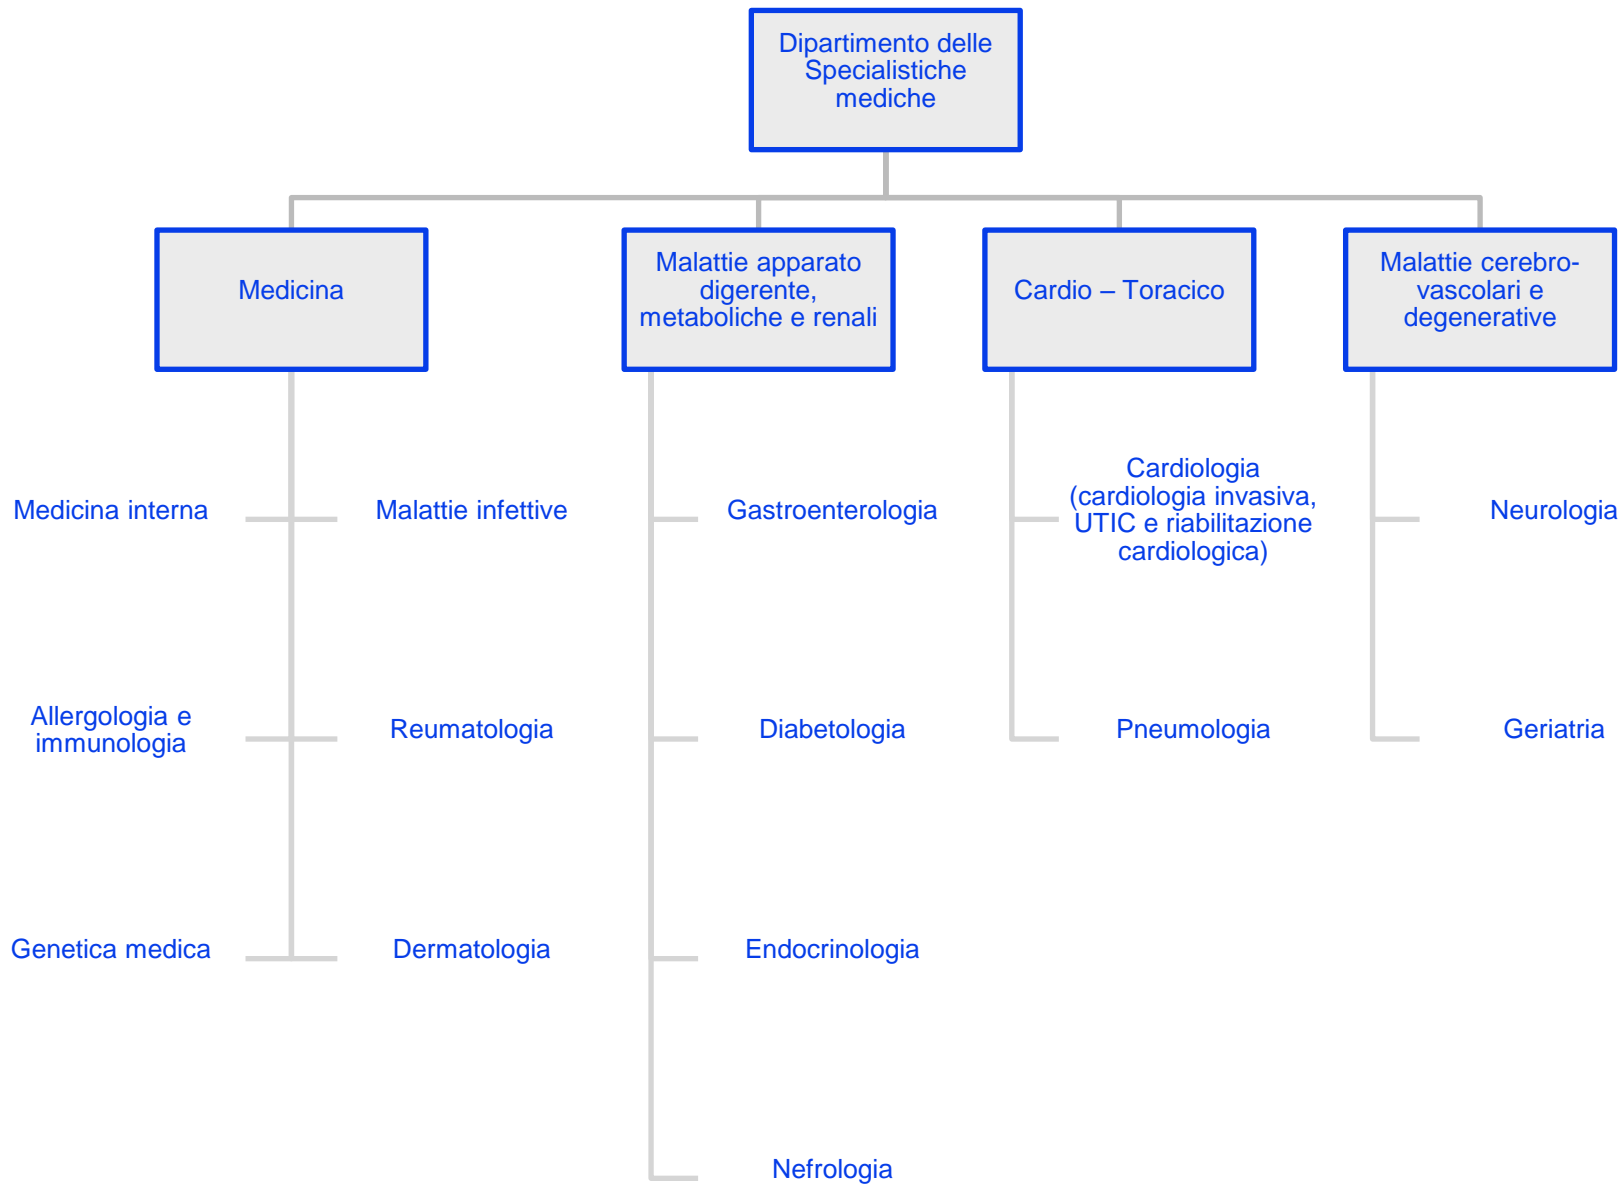 Dipartimento delle
Specialistiche
mediche
Medicina
Malattie apparato
digerente,
metaboliche e renali
Cardio – Toracico
Malattie cerebro-
vascolari e
degenerative
Medicina interna
Malattie infettive
Gastroenterologia
Cardiologia
(cardiologia invasiva,
UTIC e riabilitazione
cardiologica)
Neurologia
Allergologia e
immunologia
Reumatologia
Diabetologia
Pneumologia
Geriatria
Genetica medica
Dermatologia
Endocrinologia
Nefrologia